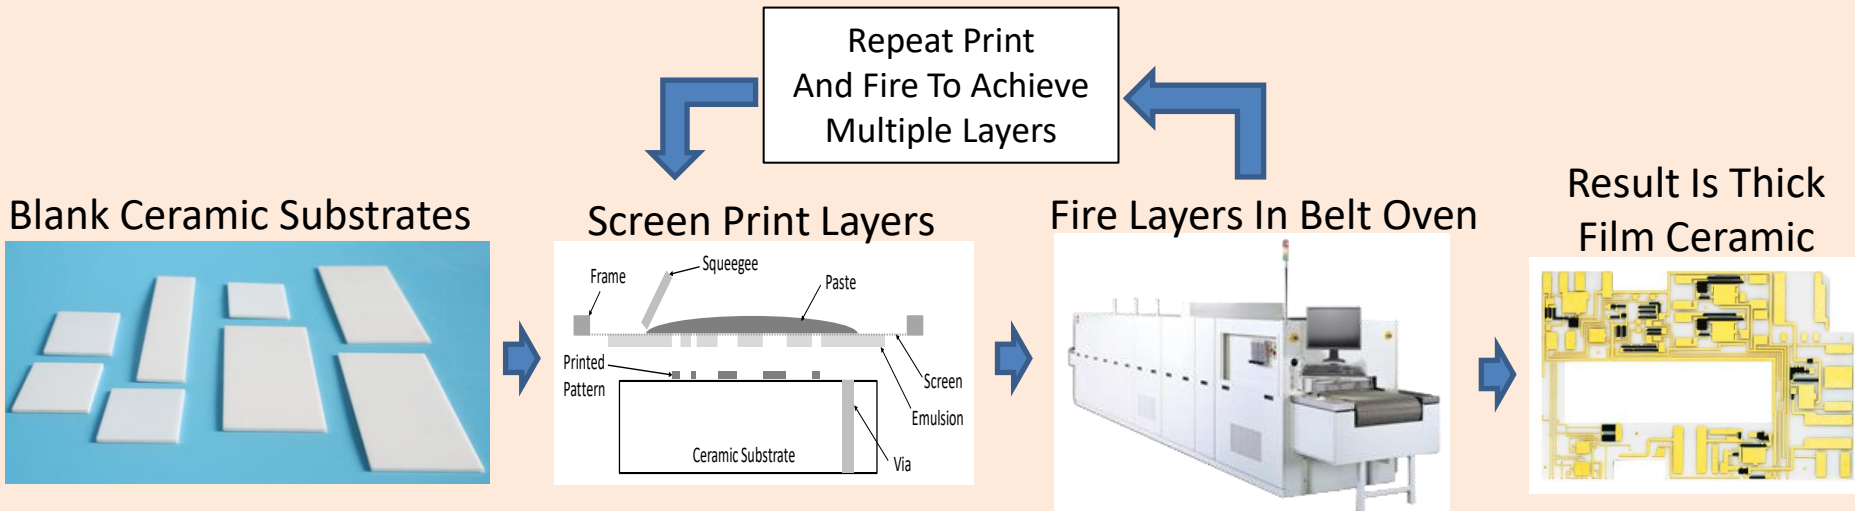 Repeat Print
And Fire To Achieve
Multiple Layers
Blank Ceramic Substrates
Screen Print Layers
Fire Layers In Belt Oven
Result Is Thick
Film Ceramic
Frame
Squeegee
Paste
Printed
Pattern
Screen
Emulsion
Ceramic Substrate
Via